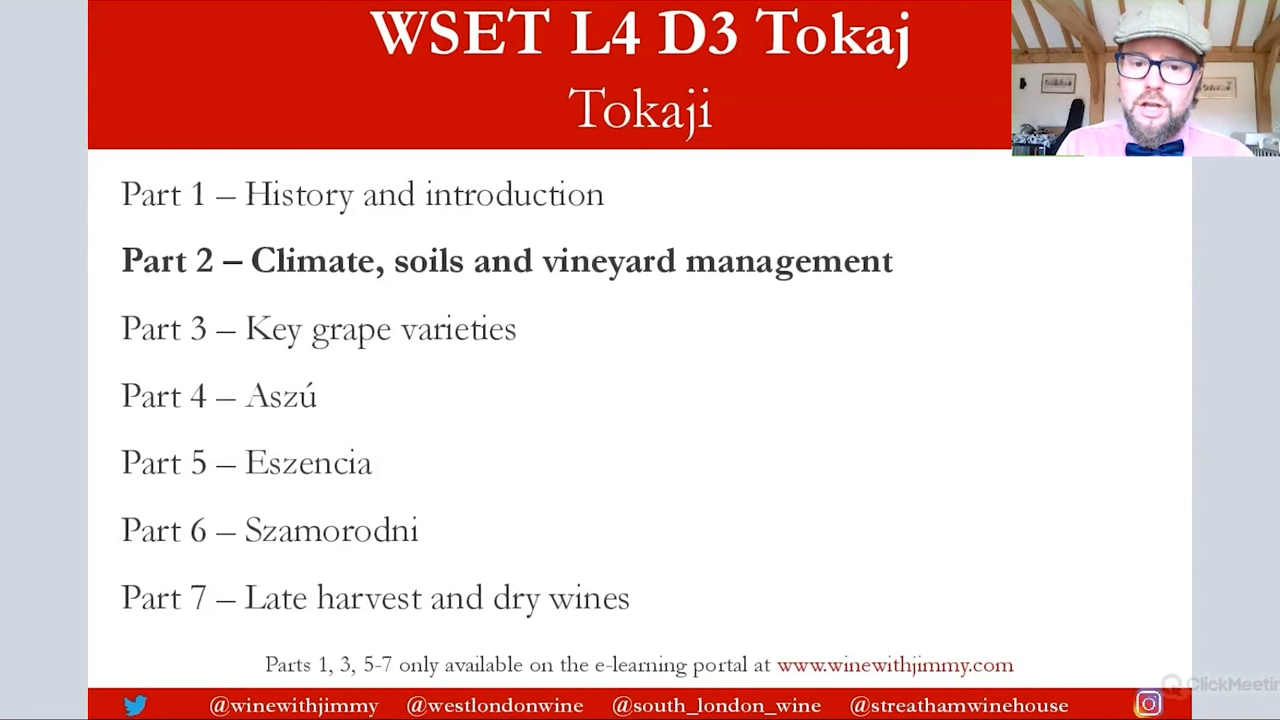 WSET L4 D3 Tokaj
Tokaji
Part 1 – History and introduction
Part 2 – Climate, soils and vineyard management
Part 3 – Key grape varieties
Part 4 – Aszú
Part 5 – Eszencia
Part 6 – Szamorodni
Part 7 – Late harvest and dry wines
Parts 1, 3, 5-7 only available on the e-learning portal at www.winewithjimmy.com
ClickMeetin
@winewithjimmy @westlondonwine @south_london_wine @streathamwinehouse